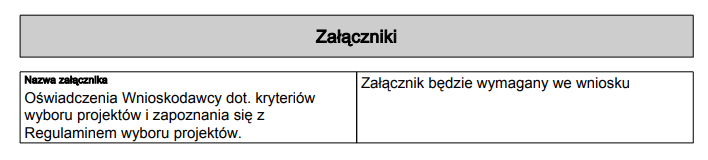 Załączniki
Nazwa załącznika
Oświadczenia Wnioskodawcy dot. kryteriów
wyboru projektów i zapoznania się z
Regulaminem wyboru projektów.
Załącznik będzie wymagany we wniosku